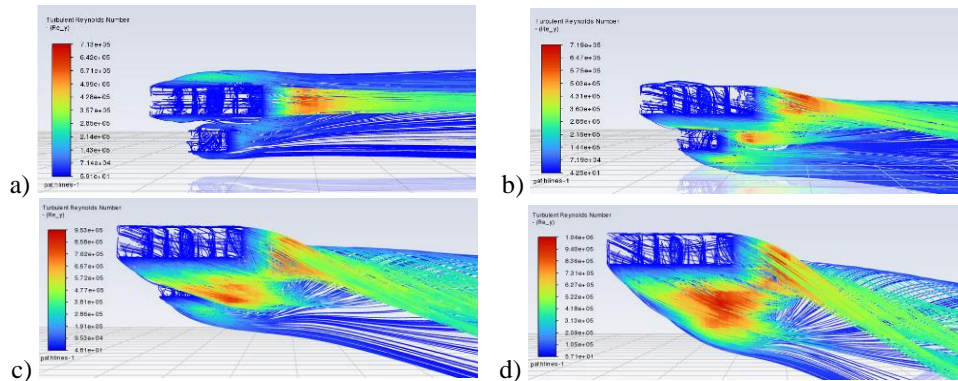 Turbulent Reynolds Number
- (Re_y)
7.13e+05
6.42e+05
5.71e+05
4.99e+05
4.28e+05
3.57e+05
2.85e+05
2.14e+05
1.43e+05
7.14e+04
5.91e+01
pathlines-1
a)
Turbulent Reynolds Number
- (Re_y)
7.19e+05
6.47e+05
5.75e+05
5.03e+05
4.31e+05
3.60e+05
2.88e+05
2.16e+05
1.44e+05
7.19e+04
4.25e+01
pathlines-1
b)
Turbulent Reynolds Number
- (Re_y)
9.53e+05
8.58e+05
7.62e+05
6.67e+05
5.72e+05
4.77e+05
3.81e+05
2.86e+05
1.91e+05
9.53e+04
4.81e+01
pathlines-1
c)
Turbulent Reynolds Number
- (Re_y)
1.04e+06
9.40e+05
8.36e+05
7.31e+05
6.27e+05
5.22e+05
4.18e+05
3.13e+05
2.09e+05
1.05e+05
5.71e+01
pathlines-1
d)